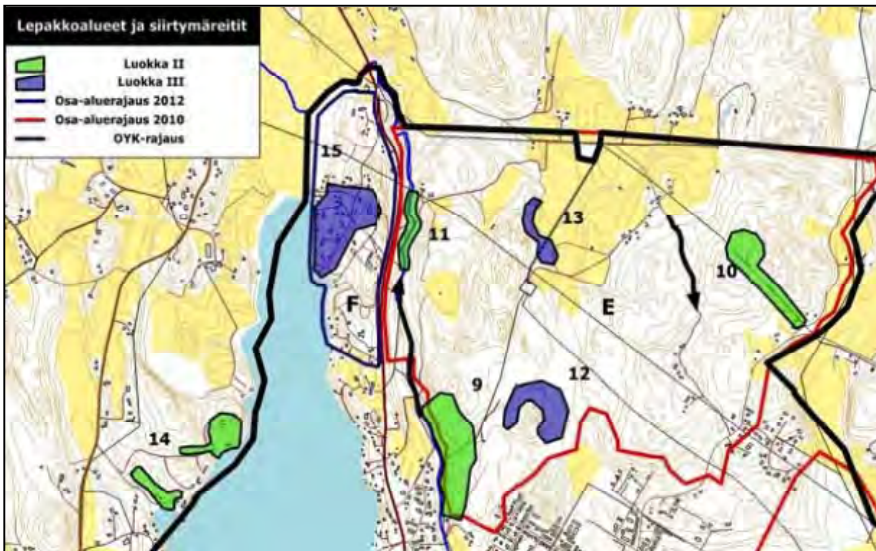 Lepakkoalueet ja siirtymäreitit
Luokka II
Luokka III
Osa-aluerajaus 2012
Osa-aluerajaus 2010
OYK-rajaus
15
11
13
10
F
E
9
12
14